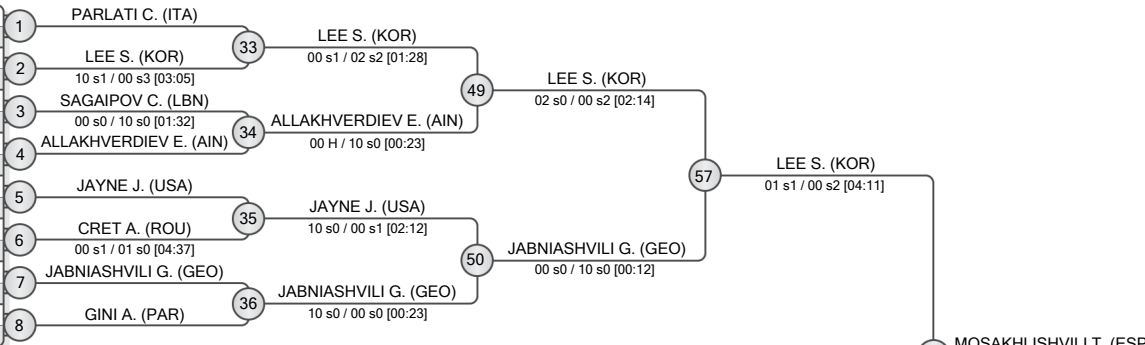 1
PARLATI C. (ITA)
33
LEE S. (KOR)
00 s1 / 02 s2 [01:28]
2
LEE S. (KOR)
10 s1 / 00 s3 [03:05]
49
LEE S. (KOR)
02 s0 / 00 s2 [02:14]
3
SAGAIPOV C. (LBN)
00 s0 / 10 s0 [01:32]
34
ALLAKHVERDIEV E. (AIN)
00 H / 10 s0 [00:23]
4
ALLAKHVERDIEV E. (AIN)
57
LEE S. (KOR)
01 s1 / 00 s2 [04:11]
5
JAYNE J. (USA)
35
JAYNE J. (USA)
10 s0 / 00 s1 [02:12]
6
CRET A. (ROU)
00 s1 / 01 s0 [04:37]
50
JABNIASHVILI G. (GEO)
00 s0 / 10 s0 [00:12]
7
JABNIASHVILI G. (GEO)
36
JABNIASHVILI G. (GEO)
10 s0 / 00 s0 [00:23]
8
GINI A. (PAR)
MOSAKHLISHVILI T. (ESP